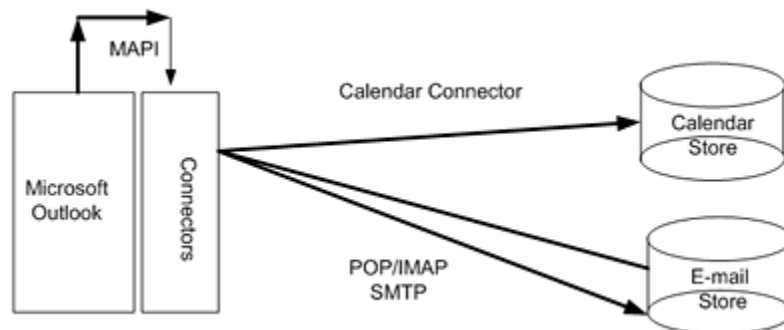 MAPI
Calendar Connector
Calendar
Store
Microsoft
Outlook
Connectors
POP/IMAP
SMTP
E-mail
Store